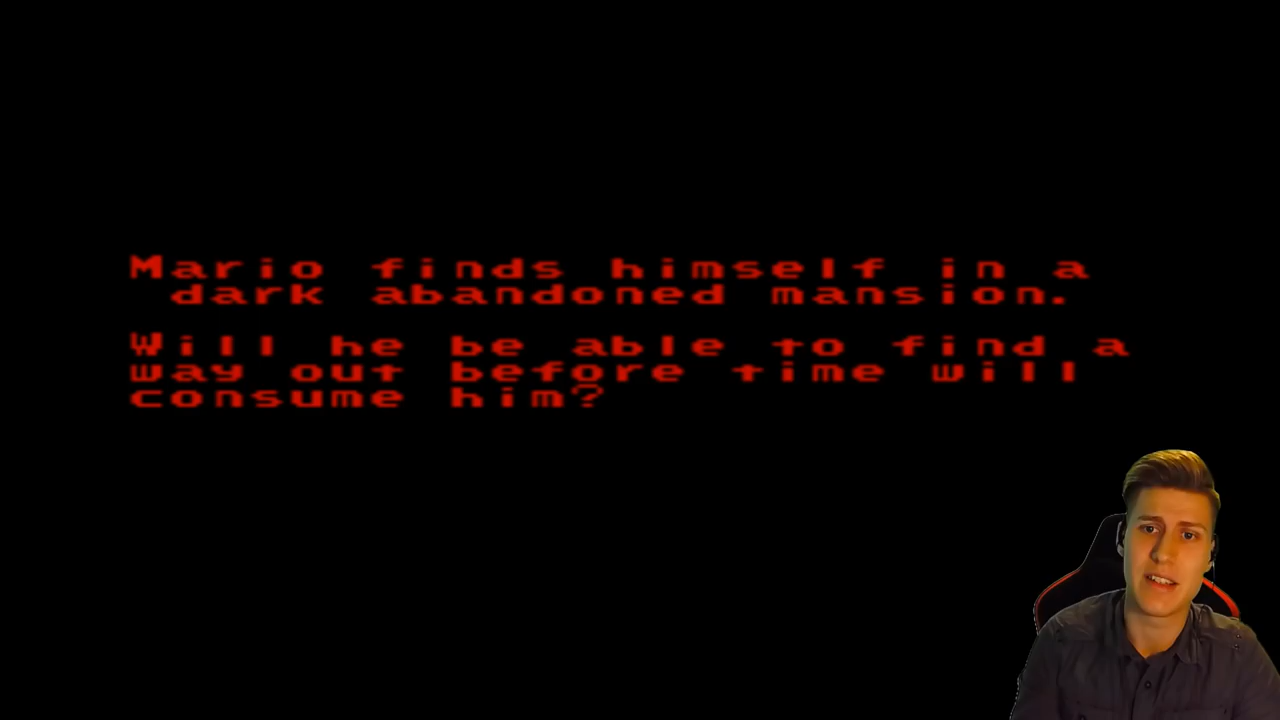 Mario finds himself in a
dark abandoned mansion.
Will he be able to find a
way out before time will
consume him?